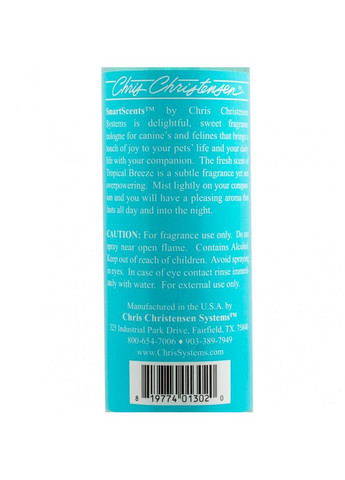 Chris Christensen
SmartScents™ by Chris Christensen
Systems is delightful, sweet fragrance
cologne for canine's and felines that brings a
touch of joy to your pets' life and your daily
life with your companion. The fresh scent of
Tropical Breeze is a subtle fragrance yet not
overpowering. Mist lightly on your compan-
ion and you will have a pleasing aroma that
lasts all day and into the night.
CAUTION: For fragrance use only. Do not
spray near open flame. Contains Alcohol.
Keep out of reach of children. Avoid spraying
in eyes. In case of eye contact rinse immedi-
ately with water. For external use only.
Manufactured in the U.S.A. by
Chris Christensen Systems™
325 Industrial Park Drive, Fairfield, TX. 75840
800-654-7006 ♦ 903-389-7949
www.ChrisSystems.com
8 19774 01302 0